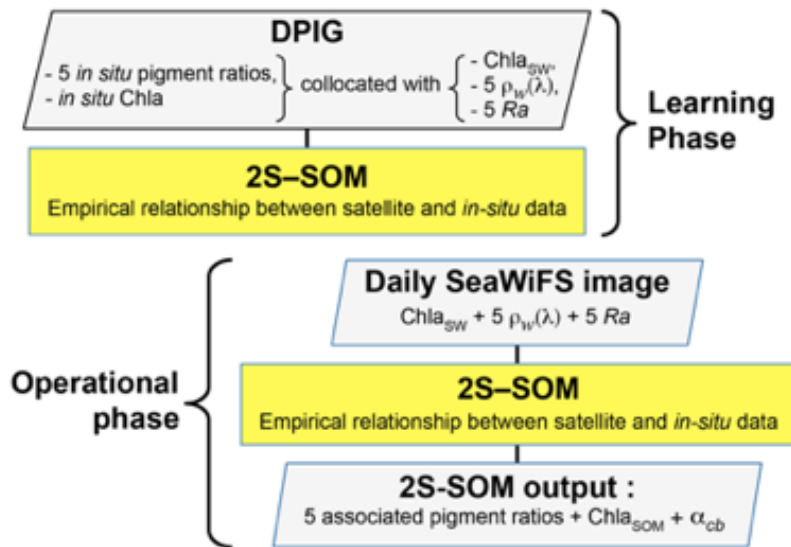 DPIG
- 5 in situ pigment ratios,
- in situ Chla
collocated with
- Chla_SW,
- 5 ρ_w(λ),
- 5 Ra
Learning
Phase
2S–SOM
Empirical relationship between satellite and in-situ data
Daily SeaWiFS image
Chla_SW + 5 ρ_w(λ) + 5 Ra
Operational
phase
2S–SOM
Empirical relationship between satellite and in-situ data
2S-SOM output :
5 associated pigment ratios + Chla_SOM + α_cb